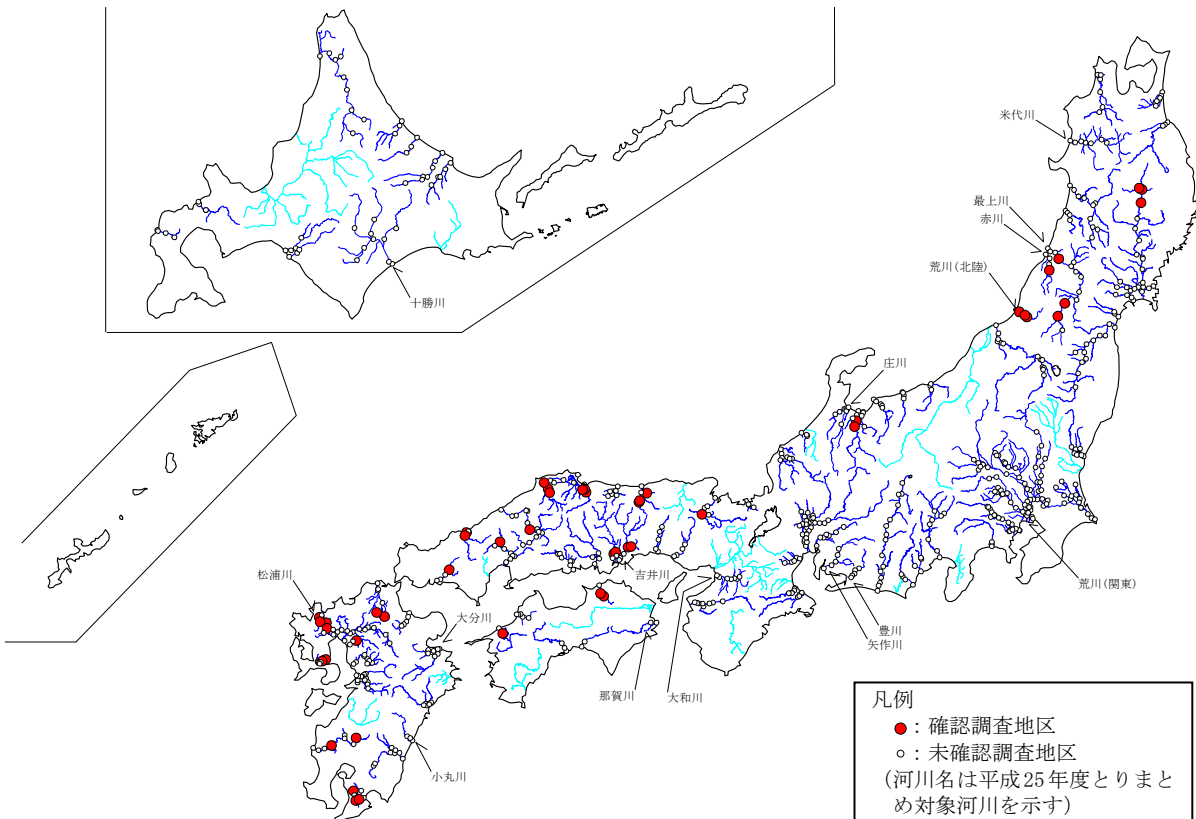 米代川
最上川
赤川
荒川(北陸)
十勝川
庄川
松浦川
大分川
吉井川
荒川(関東)
豊川
矢作川
那賀川
大和川
小丸川
凡例
●：確認調査地区
○：未確認調査地区
(河川名は平成25年度とりまと
め対象河川を示す)